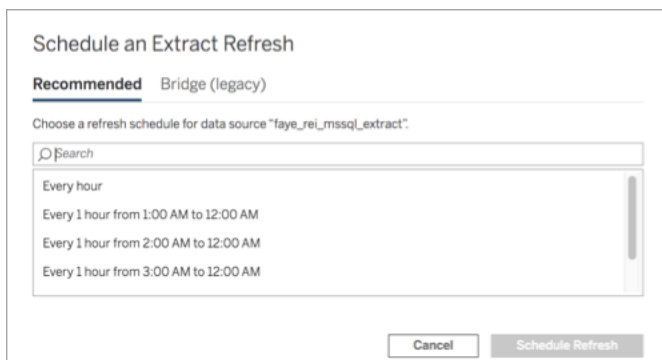 Schedule an Extract Refresh
Recommended Bridge (legacy)
Choose a refresh schedule for data source "faye_rei_mssql_extract".
Search
Every hour
Every 1 hour from 1:00 AM to 12:00 AM
Every 1 hour from 2:00 AM to 12:00 AM
Every 1 hour from 3:00 AM to 12:00 AM
Cancel Schedule Refresh